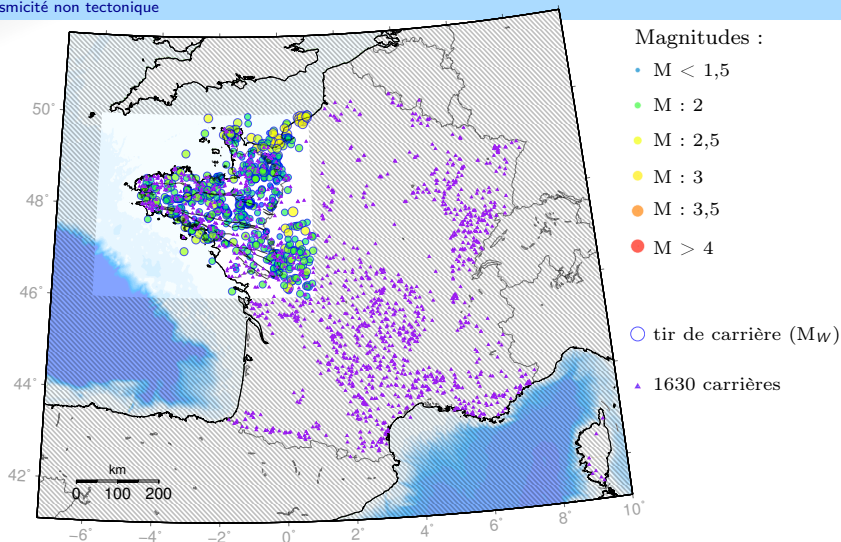 smicité non tectonique
Magnitudes :
M < 1,5
M : 2
M : 2,5
M : 3
M : 3,5
M > 4
tir de carrière (M_W)
1630 carrières
50°
48°
46°
44°
42°
km
0 100 200
−6° −4° −2° 0° 2° 4° 6° 8° 10°